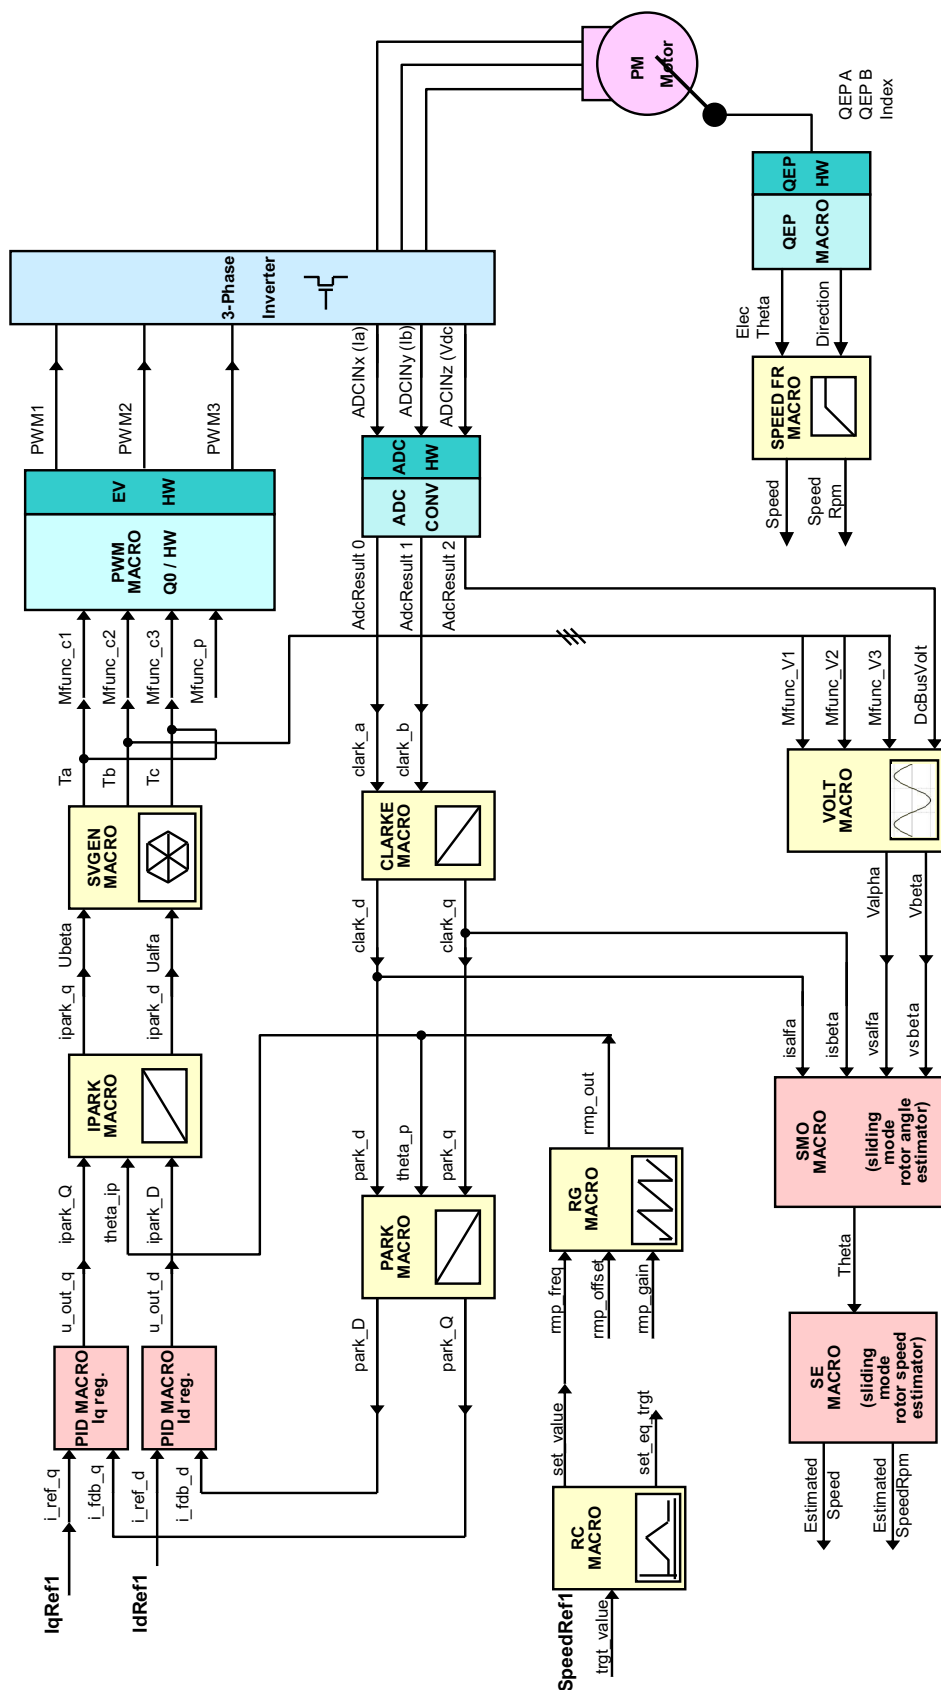 IqRef1
i_ref_q
i_fdb_q
PID MACRO
Iq reg.
u_out_q
ipark_Q
theta_ip
IPARK
MACRO
ipark_q
Ubeta
SVGEN
MACRO
Ta
Tb
Tc
Mfunc_c1
Mfunc_c2
Mfunc_c3
Mfunc_p
PWM
MACRO
Q0 / HW
EV
HW
PWM1
PWM2
PWM3
3-Phase
Inverter
IdRef1
i_ref_d
i_fdb_d
PID MACRO
Id reg.
u_out_d
ipark_D
ipark_d
Ualfa
park_D
park_Q
PARK
MACRO
park_d
theta_p
park_q
clark_d
clark_q
CLARKE
MACRO
clark_a
clark_b
AdcResult 0
AdcResult 1
AdcResult 2
ADC
CONV
ADC
HW
ADCINx (Ia)
ADCINy (Ib)
ADCINz (Vdc
PM
Motor
SpeedRef1
trgt_value
RC
MACRO
set_value
set_eq_trgt
rmp_freq
rmp_offset
rmp_gain
RG
MACRO
rmp_out
Estimated
Speed
Estimated
SpeedRpm
SE
MACRO
(sliding
mode
rotor speed
estimator)
Theta
SMO
MACRO
(sliding
mode
rotor angle
estimator)
isalfa
isbeta
vsalfa
vsbeta
Valpha
Vbeta
VOLT
MACRO
Mfunc_V1
Mfunc_V2
Mfunc_V3
DcBusVolt
Speed
Speed
Rpm
SPEED FR
MACRO
Elec
Theta
Direction
QEP
MACRO
QEP
HW
QEP A
QEP B
Index